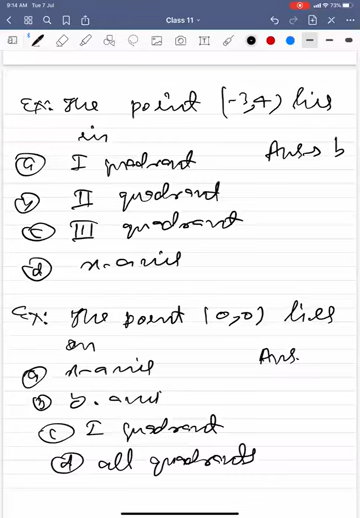 9:14 AM Tue 7 Jul
73%
Class 11
Ex: The point (-3,4) lies
in
Ans → b
(a) I quadrant
(b) II quadrant
(c) III quadrant
(d) x-axis
Ex: The point (0,0) lies
on
Ans.
(a) x-axis
(b) y-axis
(c) I quadrant
(d) all quadrants